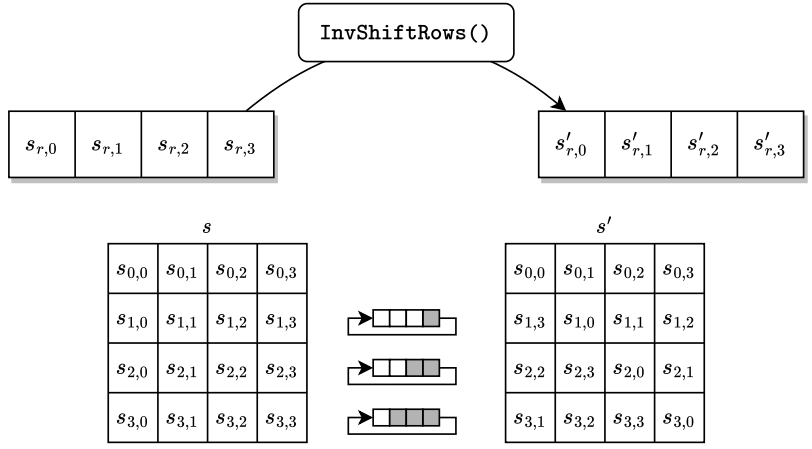 InvShiftRows()
s_{r,0} s_{r,1} s_{r,2} s_{r,3} s'_{r,0} s'_{r,1} s'_{r,2} s'_{r,3}
s s'
s_{0,0} s_{0,1} s_{0,2} s_{0,3} s_{0,0} s_{0,1} s_{0,2} s_{0,3}
s_{1,0} s_{1,1} s_{1,2} s_{1,3} s_{1,3} s_{1,0} s_{1,1} s_{1,2}
s_{2,0} s_{2,1} s_{2,2} s_{2,3} s_{2,2} s_{2,3} s_{2,0} s_{2,1}
s_{3,0} s_{3,1} s_{3,2} s_{3,3} s_{3,1} s_{3,2} s_{3,3} s_{3,0}